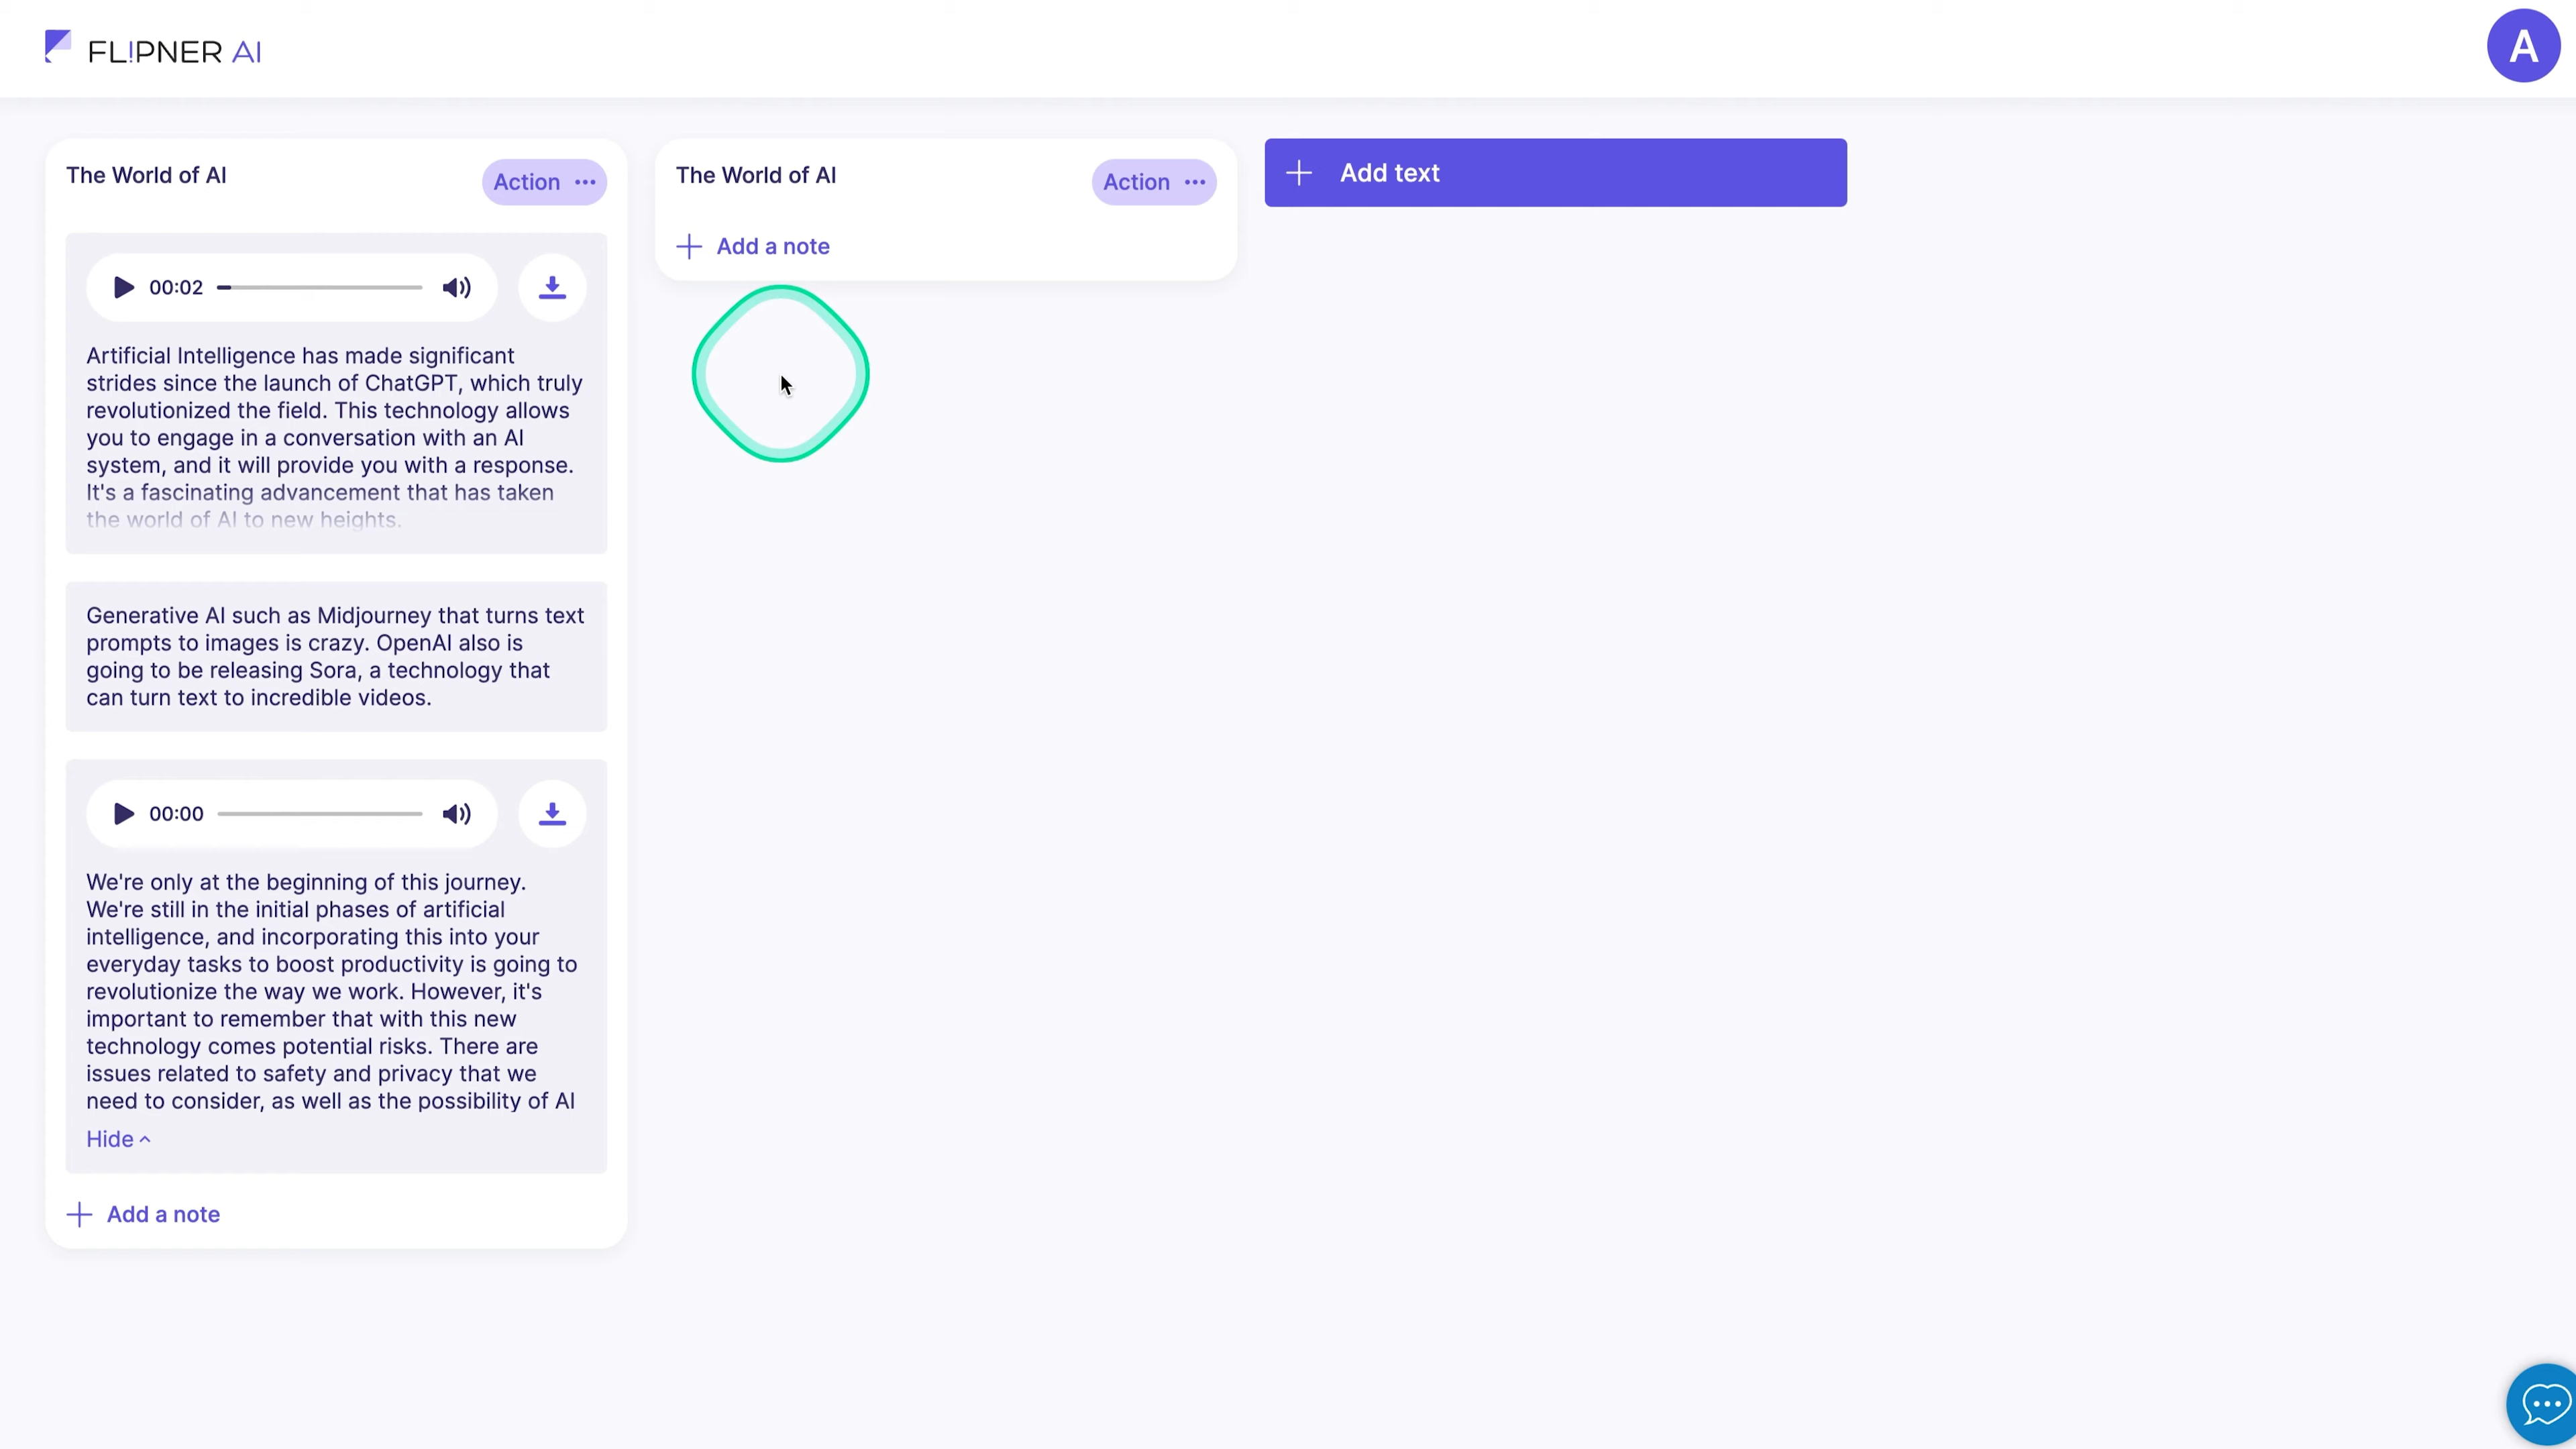 FL!PNER AI
A
The World of AI
Action
00:02
Artificial Intelligence has made significant
strides since the launch of ChatGPT, which truly
revolutionized the field. This technology allows
you to engage in a conversation with an AI
system, and it will provide you with a response.
It's a fascinating advancement that has taken
the world of AI to new heights.
Generative AI such as Midjourney that turns text
prompts to images is crazy. OpenAI also is
going to be releasing Sora, a technology that
can turn text to incredible videos.
00:00
We're only at the beginning of this journey.
We're still in the initial phases of artificial
intelligence, and incorporating this into your
everyday tasks to boost productivity is going to
revolutionize the way we work. However, it's
important to remember that with this new
technology comes potential risks. There are
issues related to safety and privacy that we
need to consider, as well as the possibility of AI
Hide
Add a note
The World of AI
Action
Add a note
Add text